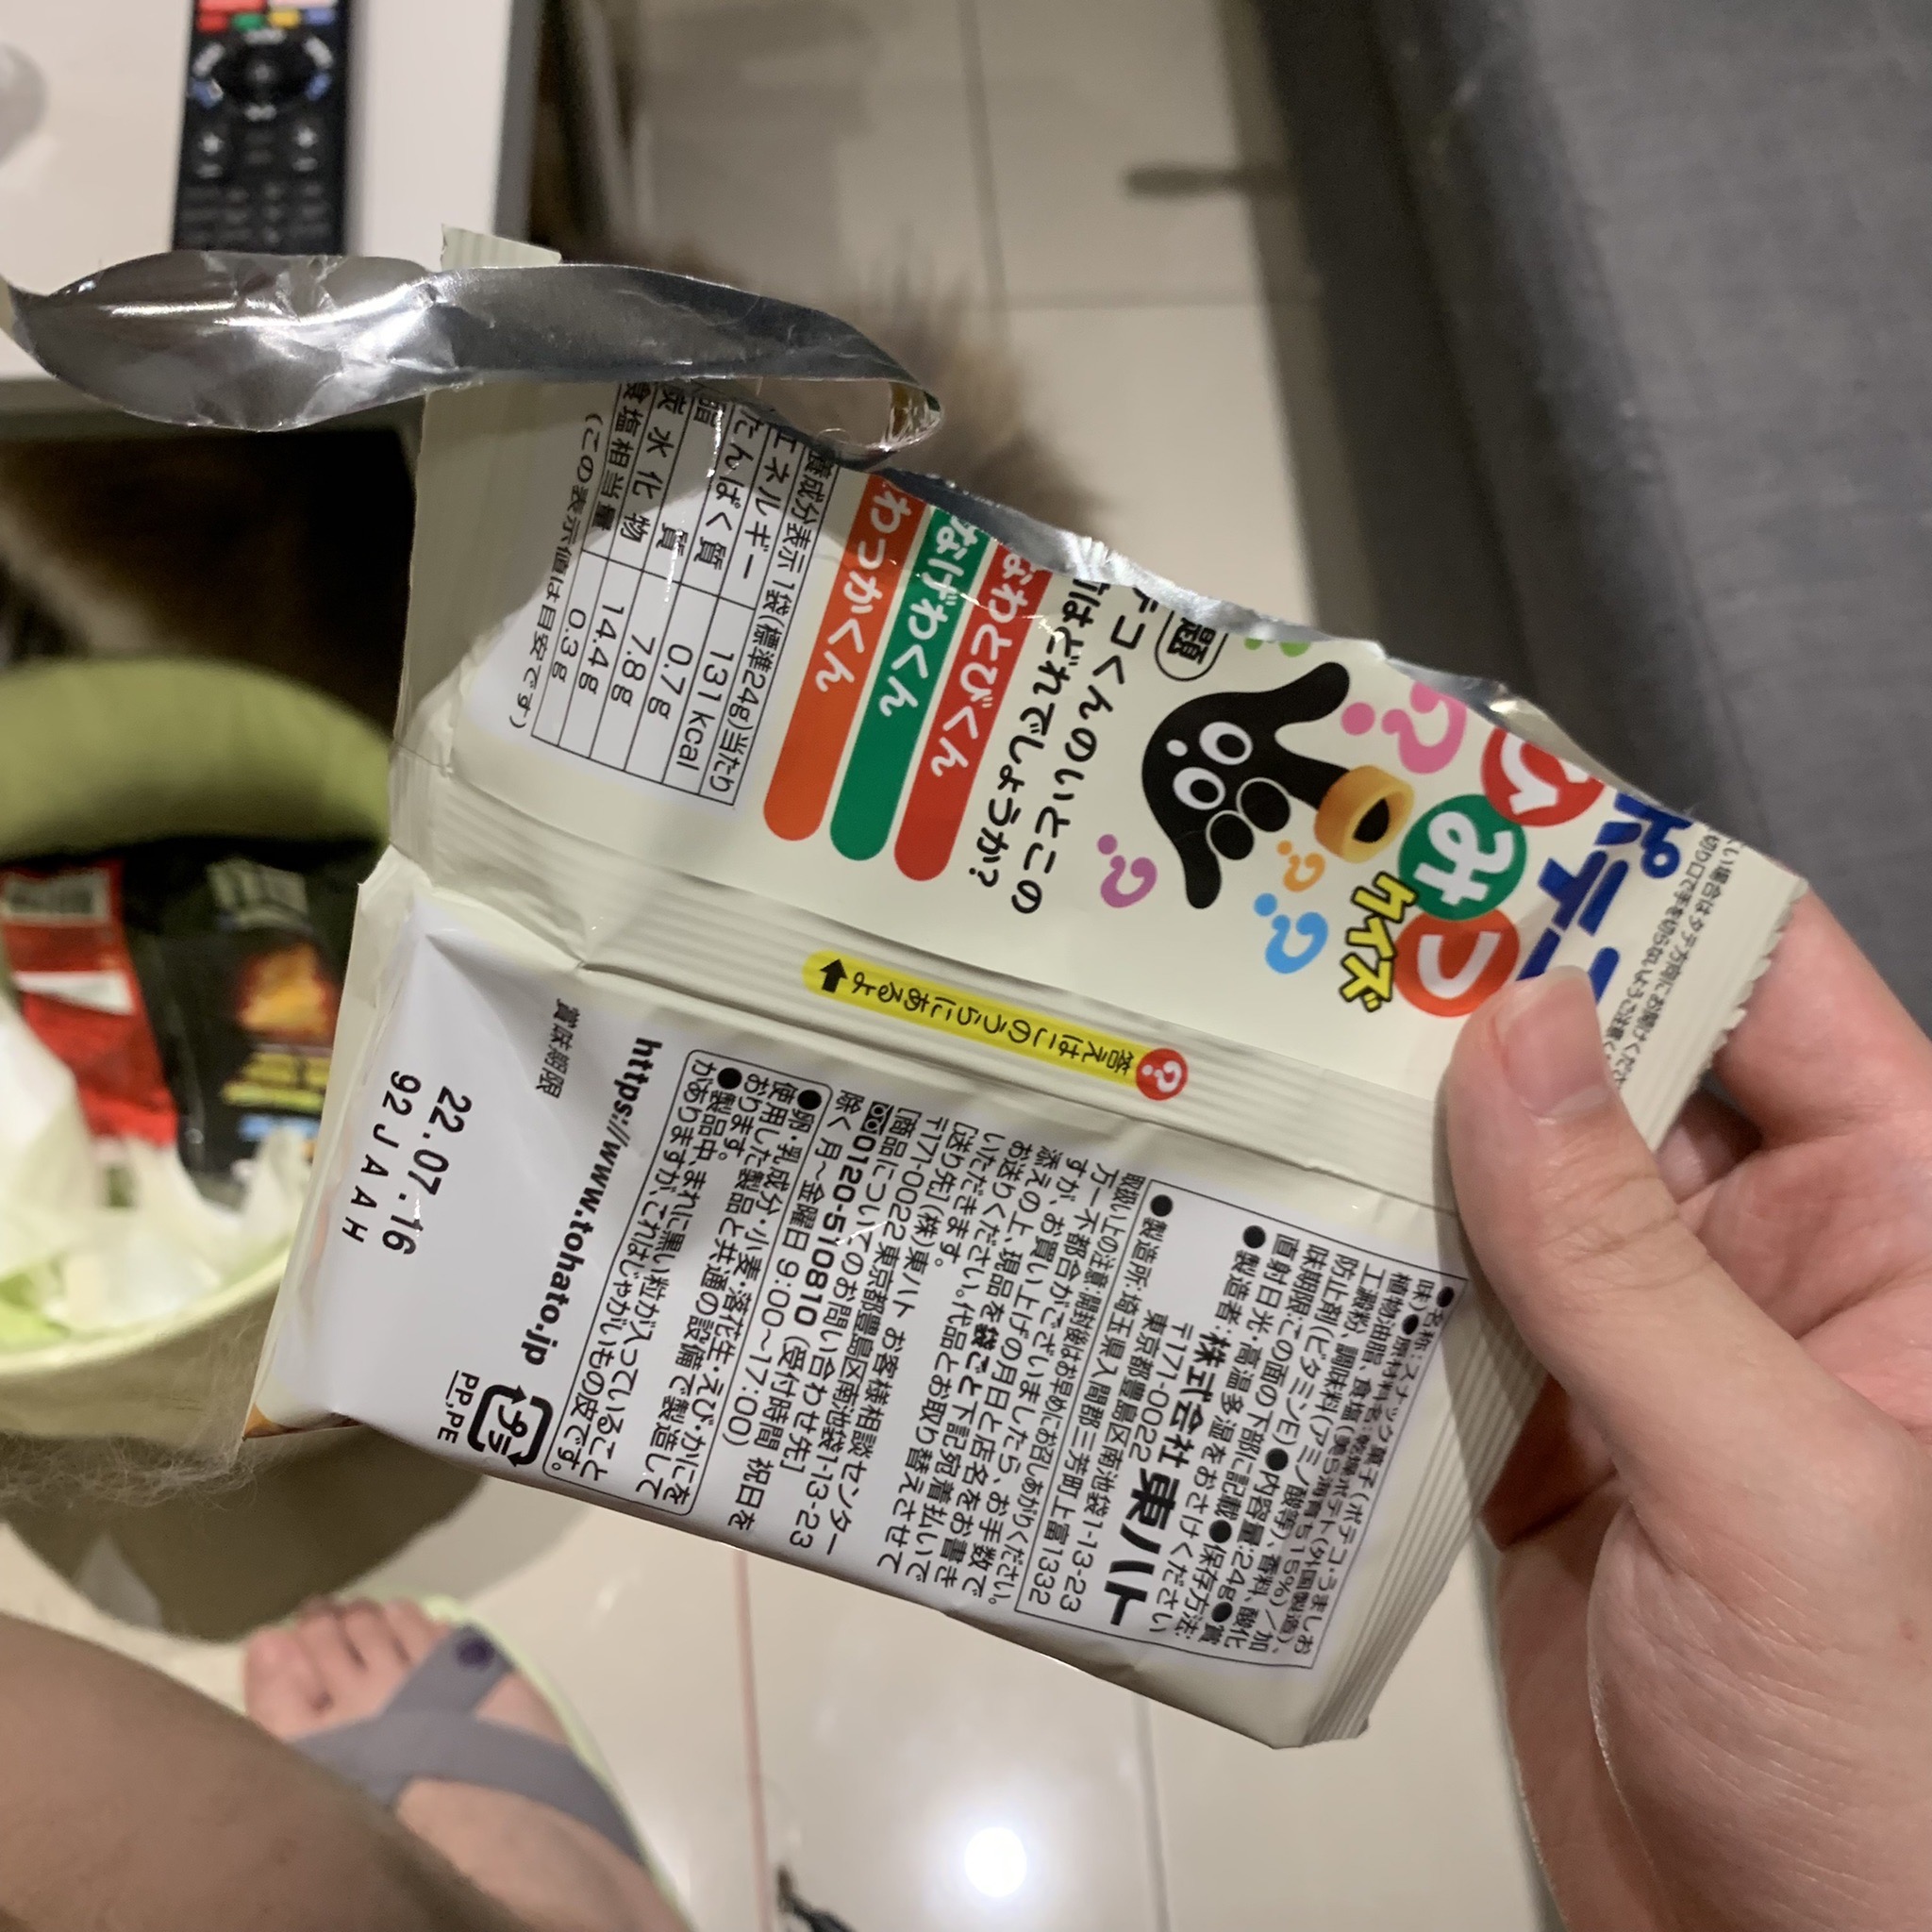 ひみつ
クイズ
コくんのいとこの
はどれでしょうか?
わとびくん
なげわくん
わっかくん
成分表示 1袋(標準24g)当たり
エネルギー 131kcal
たんぱく質 0.7g
脂質 7.8g
炭水化物 14.4g
食塩相当量 0.3g
(この表示値は目安です)
? 答えはこのうらにあるよ
●名称:スナック菓子(ポテコ・うましお
味)●原材料名:乾燥ポテト(外国製造)、
植物油脂、食塩
工澱粉、調味料(アミノ酸等)、香料、酸化
防止剤(ビタミンE)●内容量:24g●賞
味期限:この面の下部に記載●保存方法:
直射日光・高温多湿をおさけください
●製造者:株式会社東ハト
〒171-0022
東京都豊島区南池袋1-13-23
●製造所:埼玉県入間郡三芳町上富1332
取扱い上の注意:開封後はお早めにお召しあがりください。
万一不都合がございましたら、お手数で
すが、お買い上げの月日と店名をお書き
添えの上、現品を袋ごと下記宛着払いで
お送りください。代品とお取り替えさせて
いただきます。
[送り先](株)東ハト お客様相談センター
〒171-0022東京都豊島区南池袋1-13-23
[商品についてのお問い合わせ先]
0120-510810(受付時間 祝日を
除く月~金曜日 9:00~17:00)
●卵・乳成分・小麦・落花生・えび・かにを
使用した製品と共通の設備で製造して
おります。
●製品中、まれに黒い粒が入っていること
がありますが、これはじゃがいもの皮です。
https://www.tohato.jp
プラ
PP,PE
賞味期限
22.07.16
92JAAH